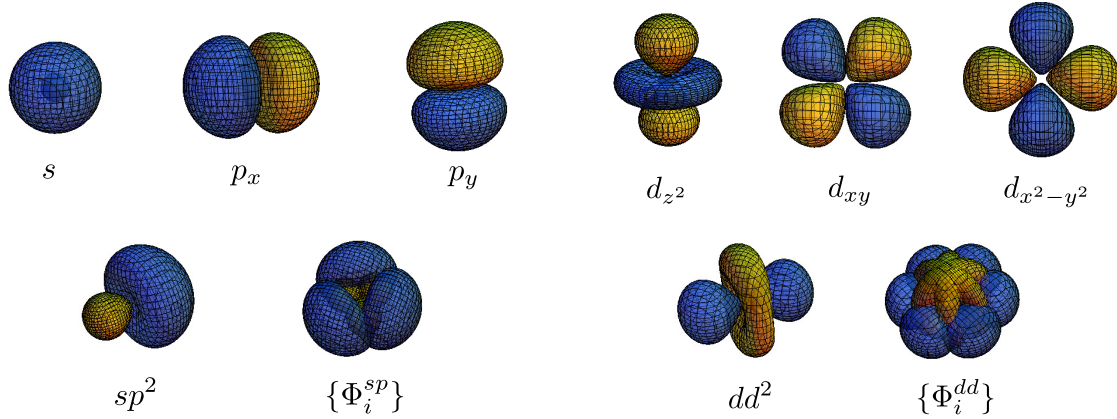 s
p_x
p_y
d_{z^2}
d_{xy}
d_{x^2-y^2}
sp^2
{Φ_i^{sp}}
dd^2
{Φ_i^{dd}}